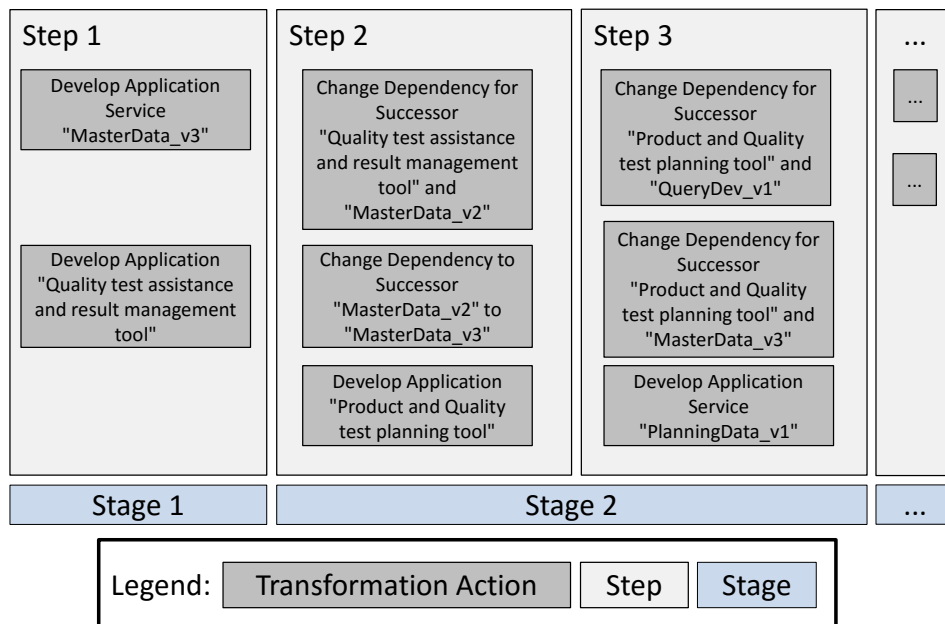 Step 1
Develop Application
Service
"MasterData_v3"
Develop Application
"Quality test assistance
and result management
tool"
Step 2
Change Dependency for
Successor
"Quality test assistance
and result management
tool" and
"MasterData_v2"
Change Dependency to
Successor
"MasterData_v2" to
"MasterData_v3"
Develop Application
"Product and Quality
test planning tool"
Step 3
Change Dependency for
Successor
"Product and Quality
test planning tool" and
"QueryDev_v1"
Change Dependency for
Successor
"Product and Quality
test planning tool" and
"MasterData_v3"
Develop Application
Service
"PlanningData_v1"
...
...
...
Stage 1
Stage 2
...
Legend:
Transformation Action
Step
Stage